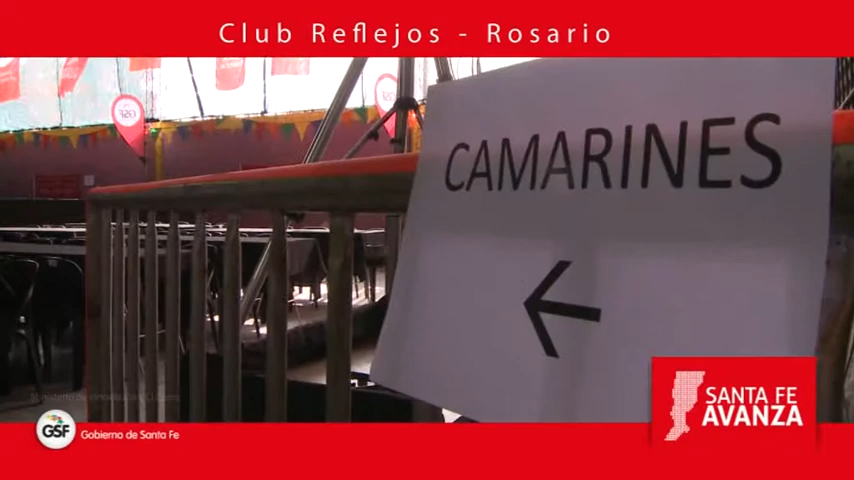 Club Reflejos - Rosario
CAMARINES
SANTA FE
AVANZA
GSF
Gobierno de Santa Fe